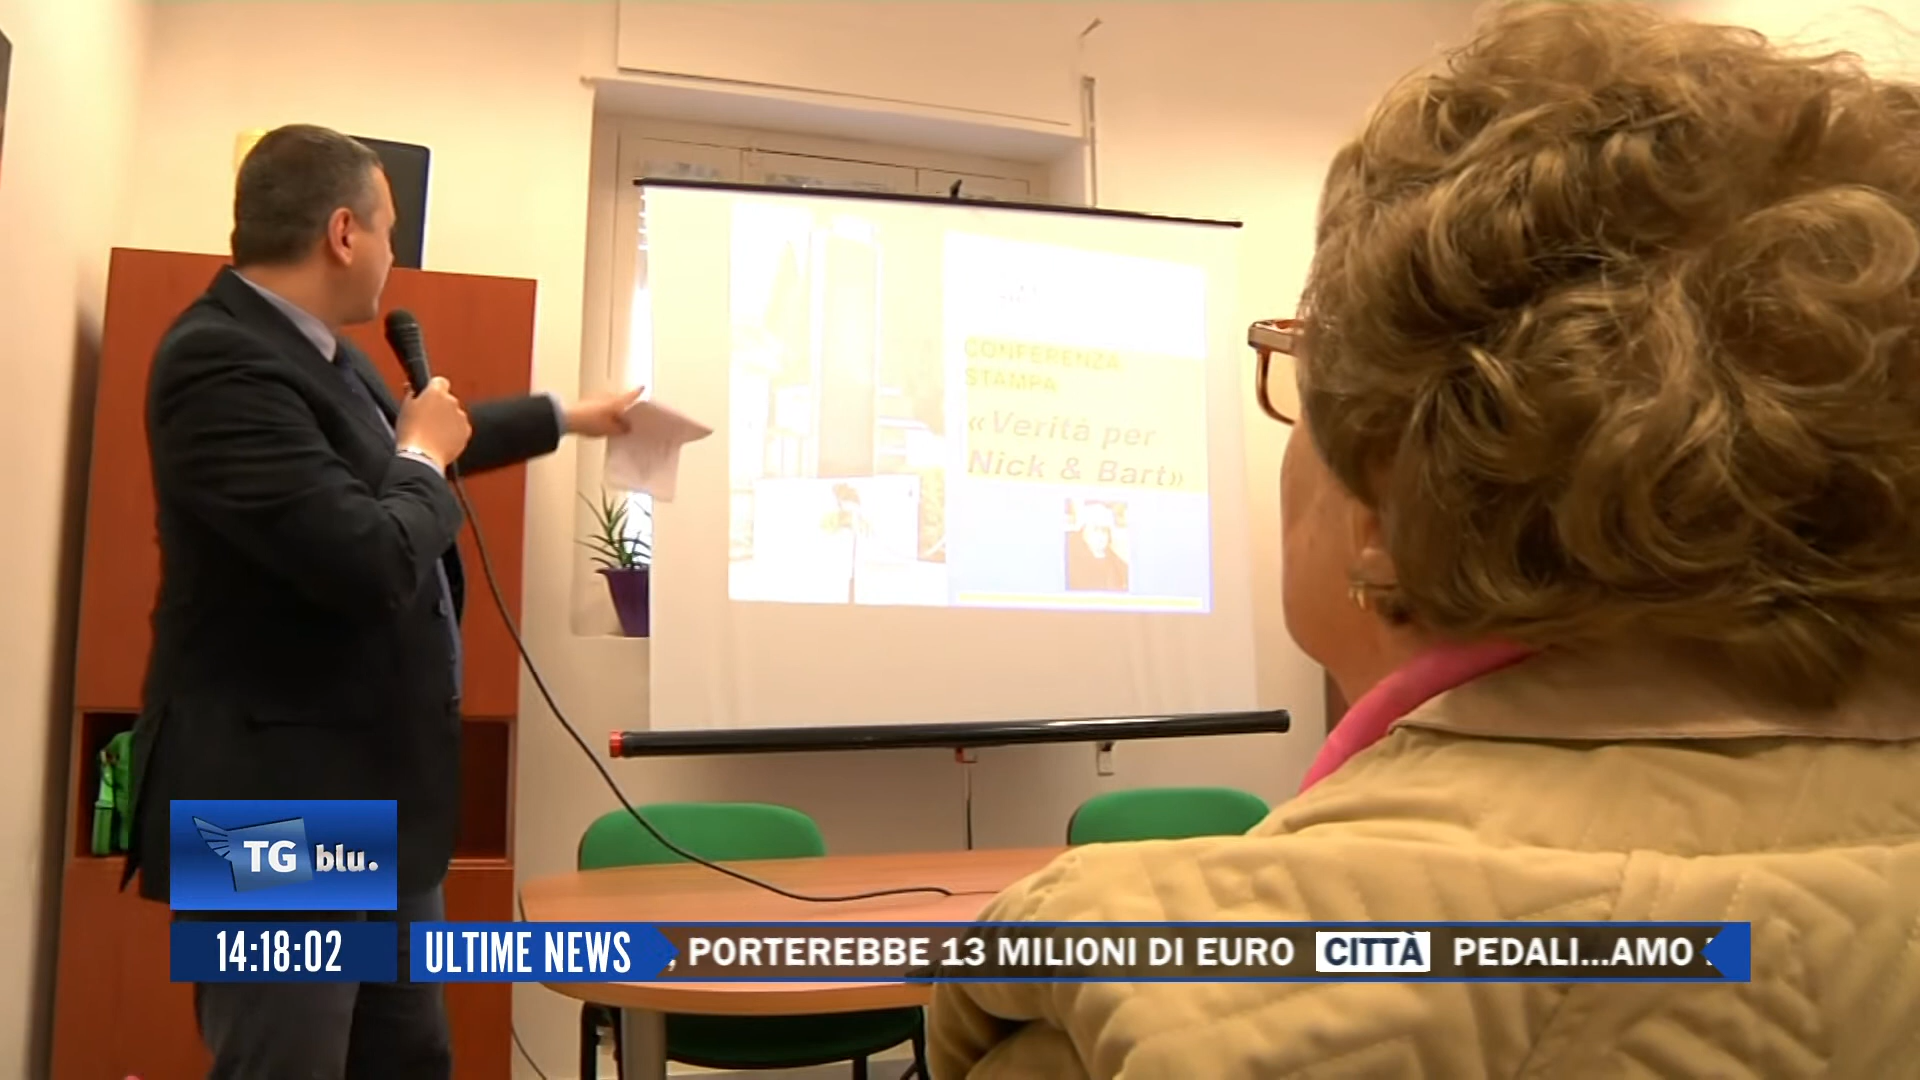 CONFERENZA
STAMPA
«Verità per
Nick & Bart»
TG blu.
14:18:02
ULTIME NEWS
, PORTEREBBE 13 MILIONI DI EURO CITTÀ PEDALI...AMO